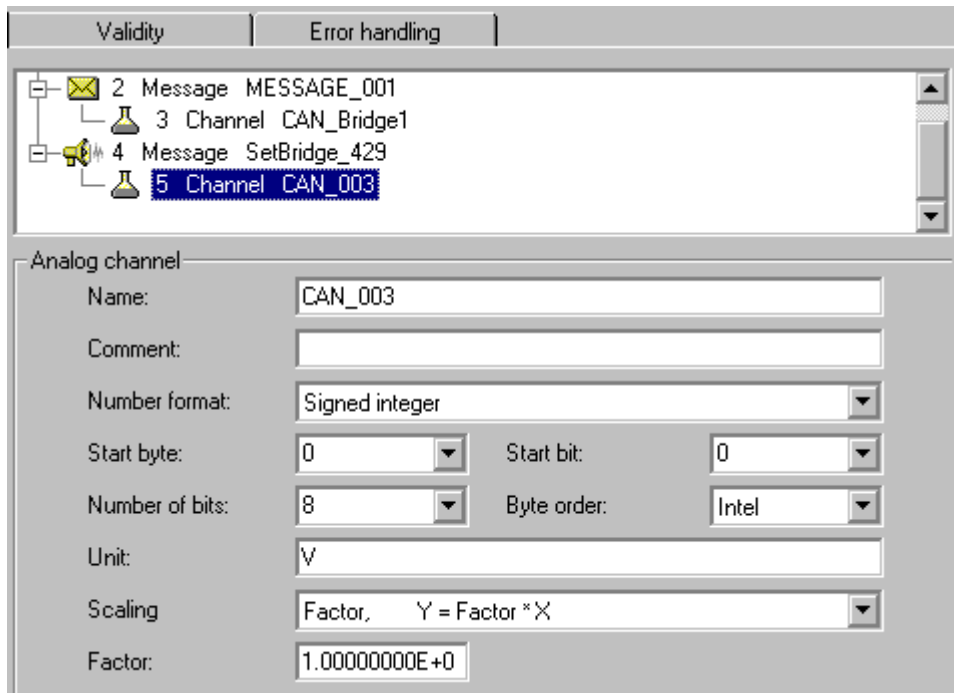 Validity Error handling
2 Message MESSAGE_001
3 Channel CAN_Bridge1
4 Message SetBridge_429
5 Channel CAN_003
Analog channel
Name: CAN_003
Comment:
Number format: Signed integer
Start byte: 0 Start bit: 0
Number of bits: 8 Byte order: Intel
Unit: V
Scaling Factor, Y = Factor * X
Factor: 1.00000000E+0